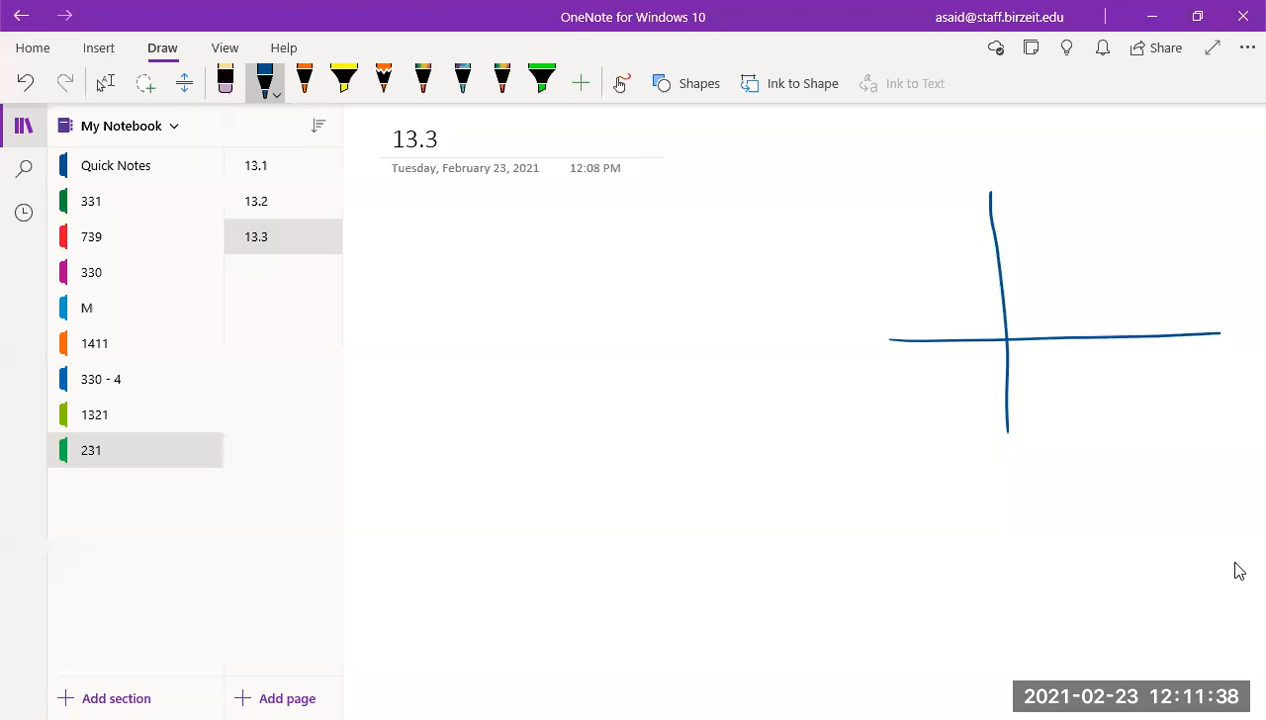 OneNote for Windows 10
asaid@staff.birzeit.edu
Home Insert Draw View Help
Share
Shapes Ink to Shape Ink to Text
My Notebook
Quick Notes
331
739
330
M
1411
330 - 4
1321
231
Add section
13.1
13.2
13.3
Add page
13.3
Tuesday, February 23, 2021 12:08 PM
2021-02-23 12:11:38